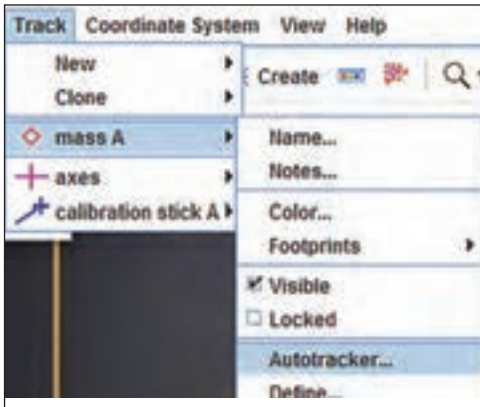 Track Coordinate System View Help
New
Clone
Create
mass A
axes
calibration stick A
Name...
Notes...
Color...
Footprints
Visible
Locked
Autotracker...
Define...